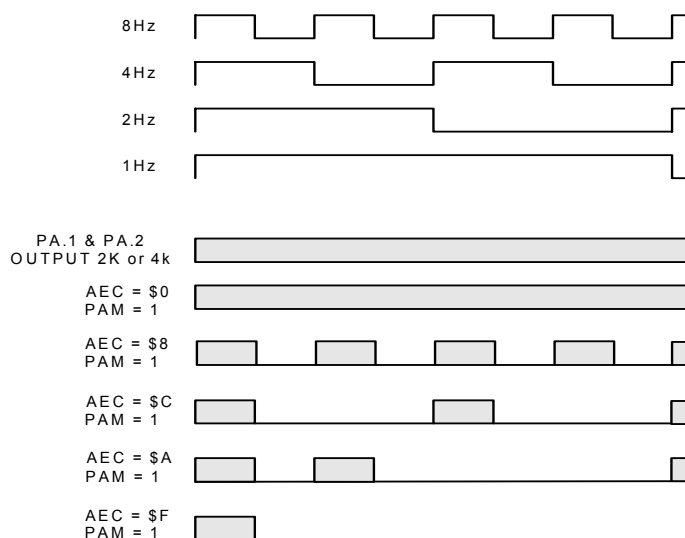 8Hz
4Hz
2Hz
1Hz
PA.1 & PA.2
OUTPUT 2K or 4k
AEC = $0
PAM = 1
AEC = $8
PAM = 1
AEC = $C
PAM = 1
AEC = $A
PAM = 1
AEC = $F
PAM = 1